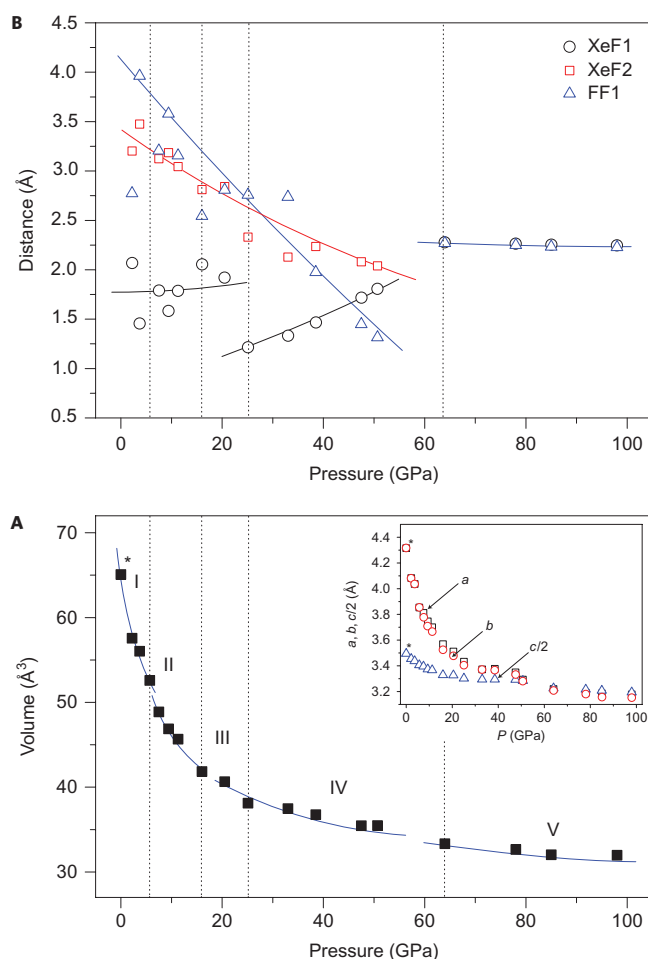 B
4.5
4.0
3.5
3.0
2.5
2.0
1.5
1.0
0.5
Distance (Å)
XeF1
XeF2
FF1
0 20 40 60 80 100
Pressure (GPa)
A
70
60
50
40
30
Volume (Å³)
*
I
II
III
IV
V
4.4
4.2
4.0
3.8
3.6
3.4
3.2
a, b, c/2 (Å)
*
*
a
b
c/2
0 20 40 60 80 100
P (GPa)
0 20 40 60 80 100
Pressure (GPa)